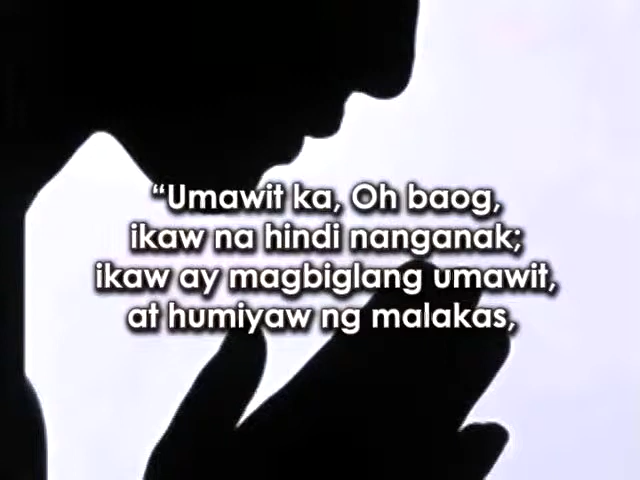 “Umawit ka, Oh baog,
ikaw na hindi nanganak;
ikaw ay magbiglang umawit,
at humiyaw ng malakas,